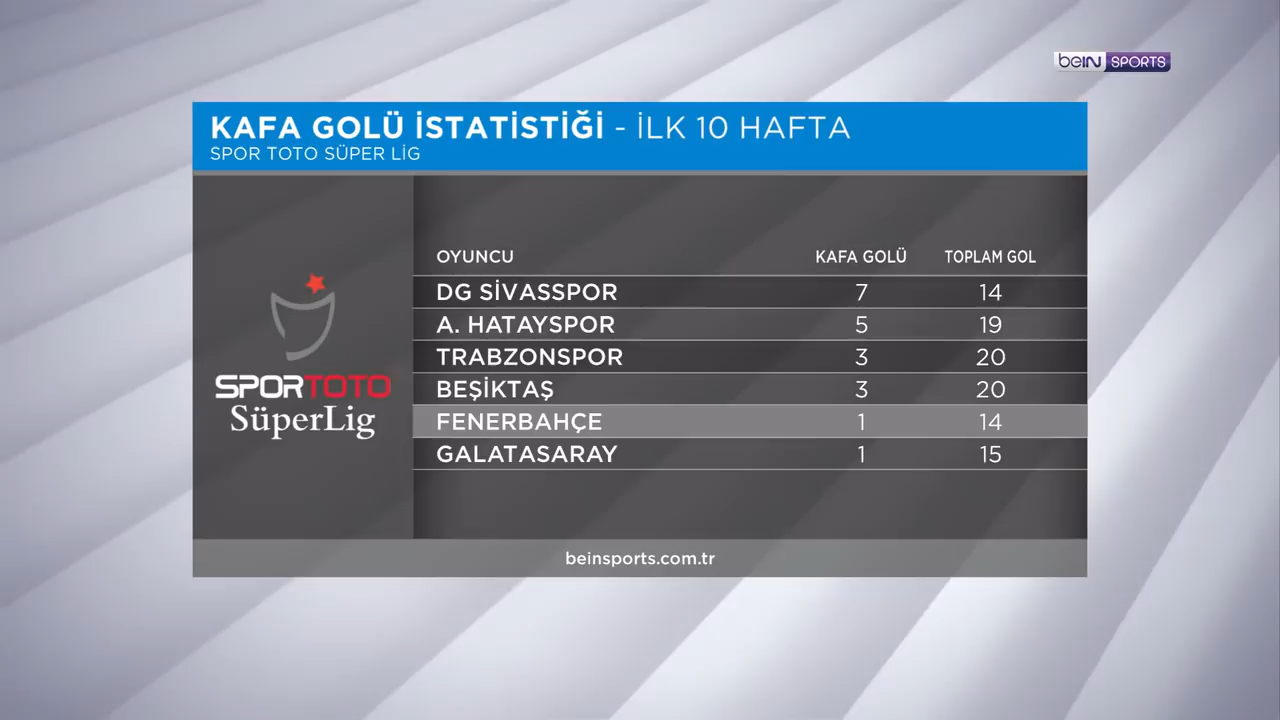 beIN SPORTS
KAFA GOLÜ İSTATİSTİĞİ - İLK 10 HAFTA
SPOR TOTO SÜPER LİG
OYUNCU KAFA GOLÜ TOPLAM GOL
DG SİVASSPOR 7 14
A. HATAYSPOR 5 19
TRABZONSPOR 3 20
BEŞİKTAŞ 3 20
FENERBAHÇE 1 14
GALATASARAY 1 15
SPORTOTO
SüperLig
beinsports.com.tr